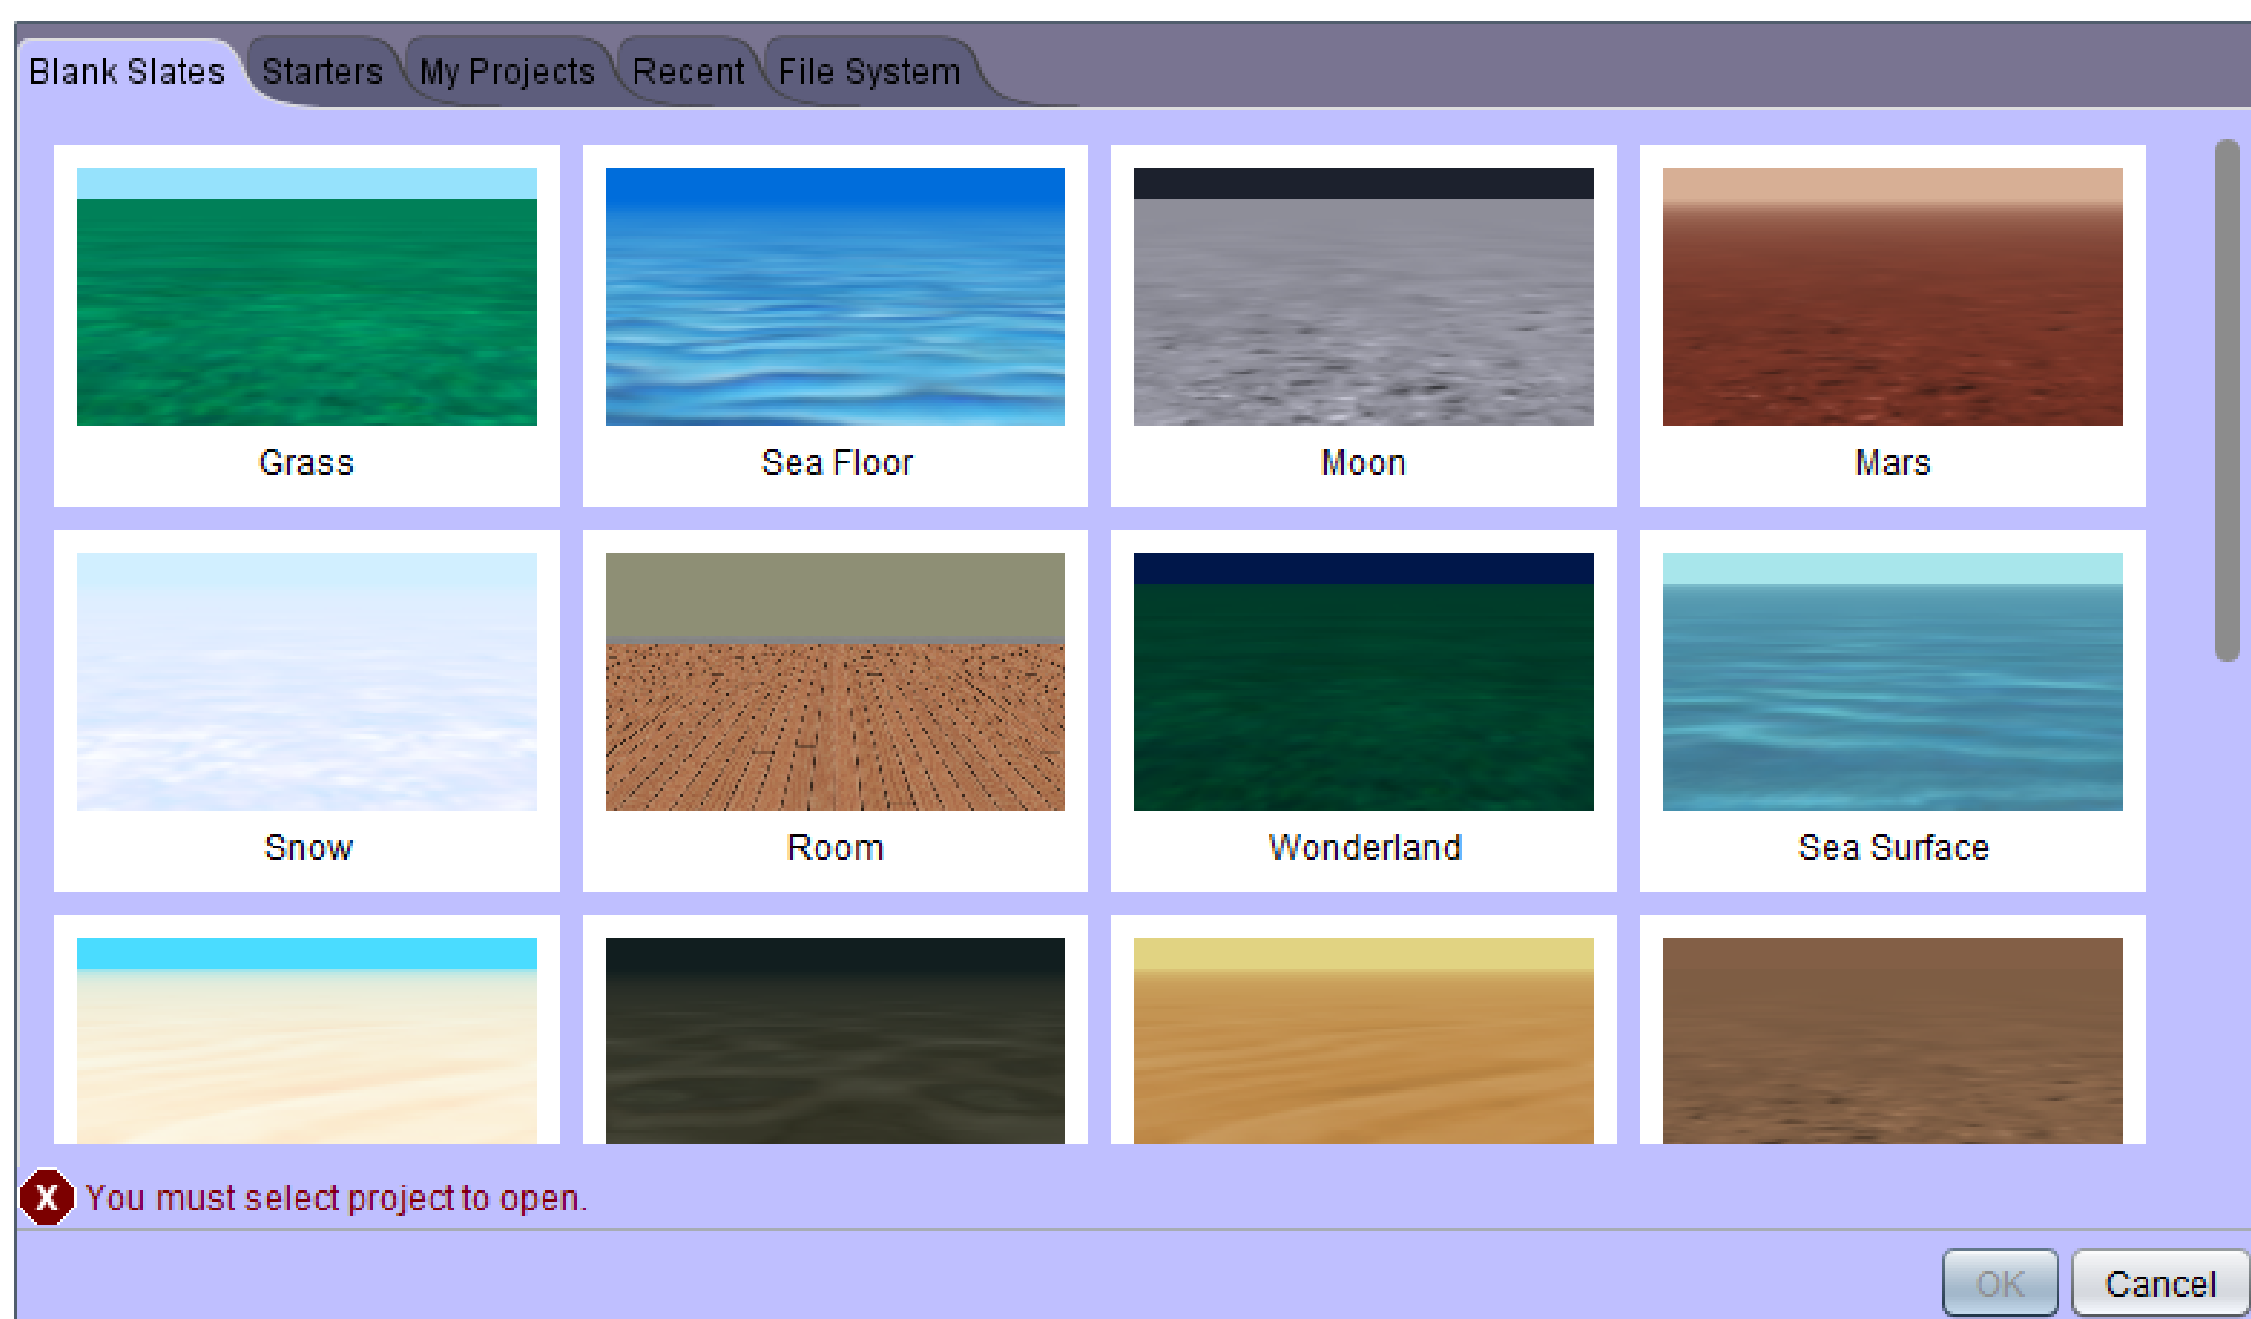 Blank Slates Starters My Projects Recent File System
Grass Sea Floor Moon Mars
Snow Room Wonderland Sea Surface
X You must select project to open.
OK Cancel